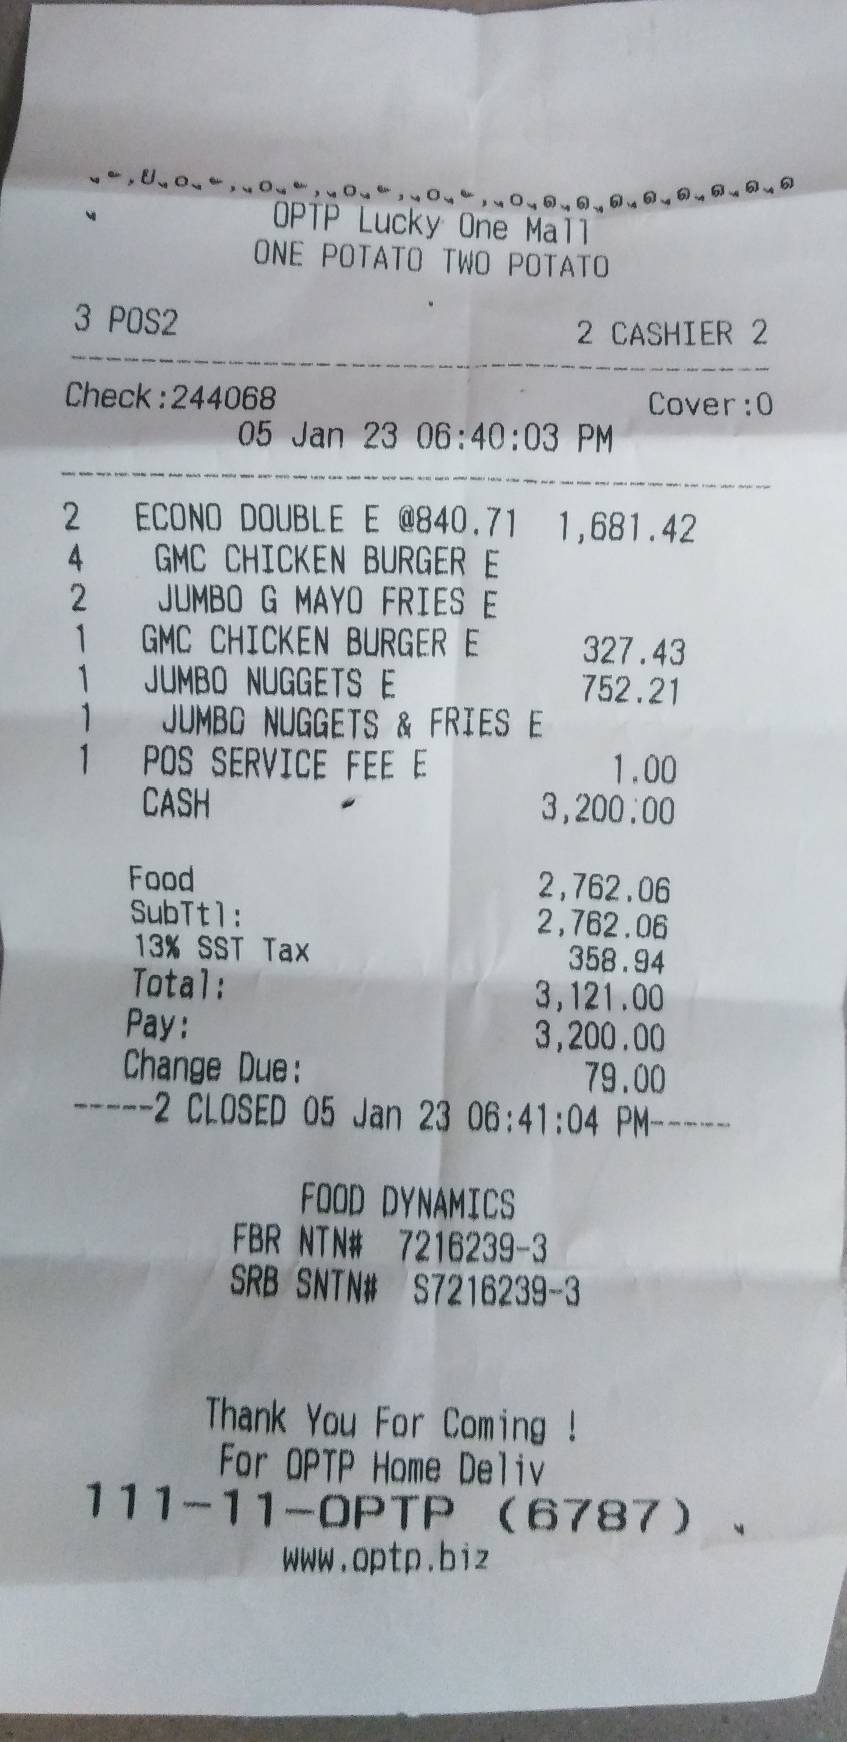 OPTP Lucky One Mall
ONE POTATO TWO POTATO
3 POS2 2 CASHIER 2
Check:244068 Cover:0
05 Jan 23 06:40:03 PM
2 ECONO DOUBLE E @840.71 1,681.42
4 GMC CHICKEN BURGER E
2 JUMBO G MAYO FRIES E
1 GMC CHICKEN BURGER E 327.43
1 JUMBO NUGGETS E 752.21
1 JUMBO NUGGETS & FRIES E
1 POS SERVICE FEE E 1.00
CASH 3,200.00
Food 2,762.06
SubTtl: 2,762.06
13% SST Tax 358.94
Total: 3,121.00
Pay: 3,200.00
Change Due: 79.00
-----2 CLOSED 05 Jan 23 06:41:04 PM------
FOOD DYNAMICS
FBR NTN# 7216239-3
SRB SNTN# S7216239-3
Thank You For Coming !
For OPTP Home Deliv
111-11-OPTP (6787)
www.optp.biz